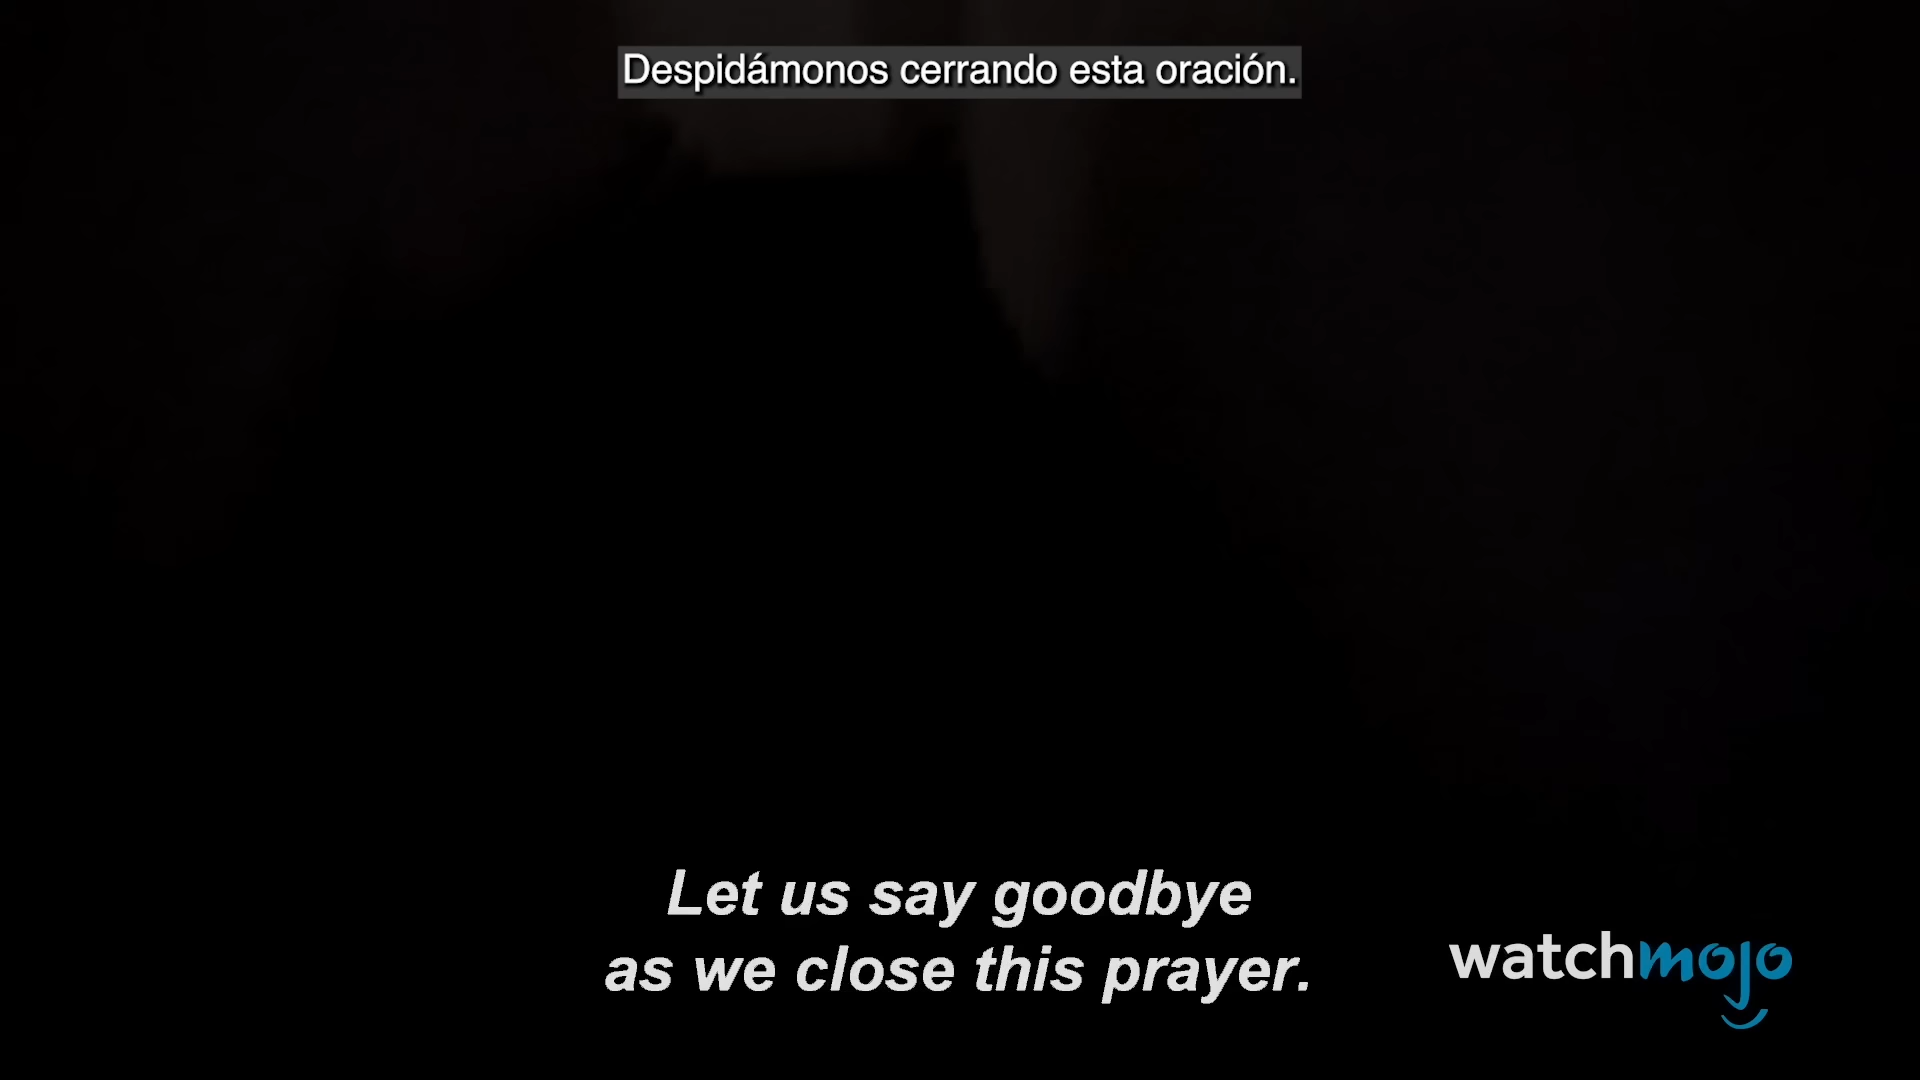 Despidámonos cerrando esta oración.
Let us say goodbye
as we close this prayer.
watchmojo